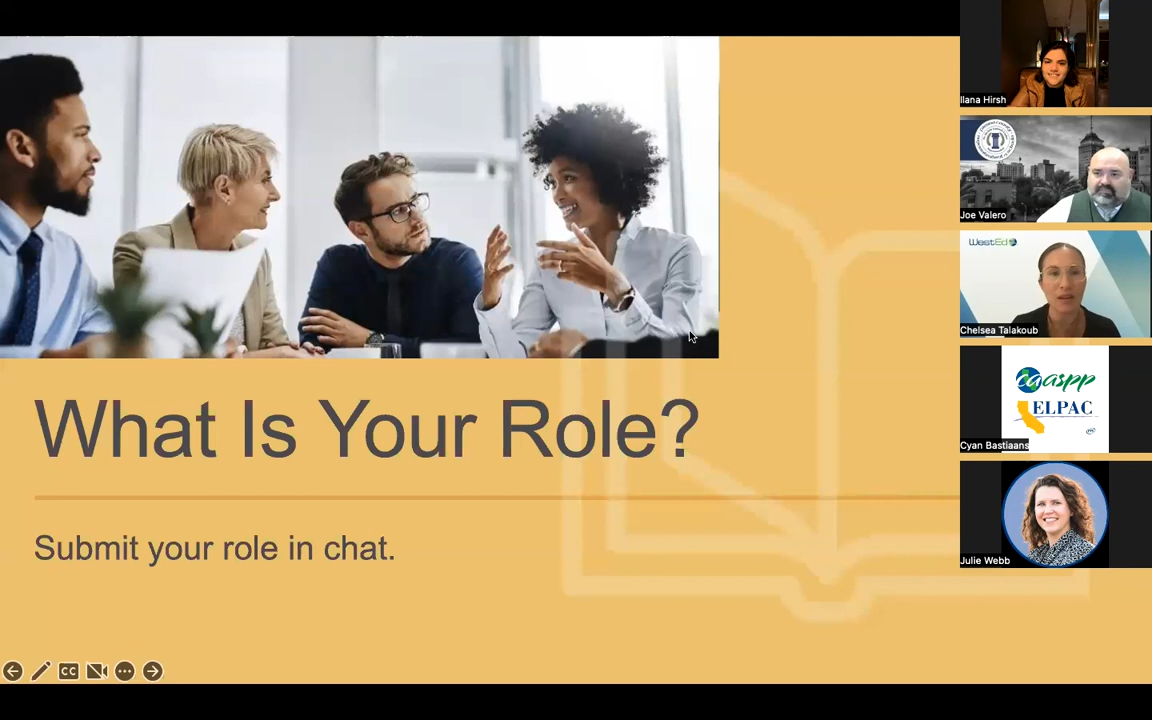 What Is Your Role?
Submit your role in chat.
CC
Ilana Hirsh
Joe Valero
WestEd
Chelsea Talakoub
caaspp
ELPAC
Cyan Bastiaans
Julie Webb